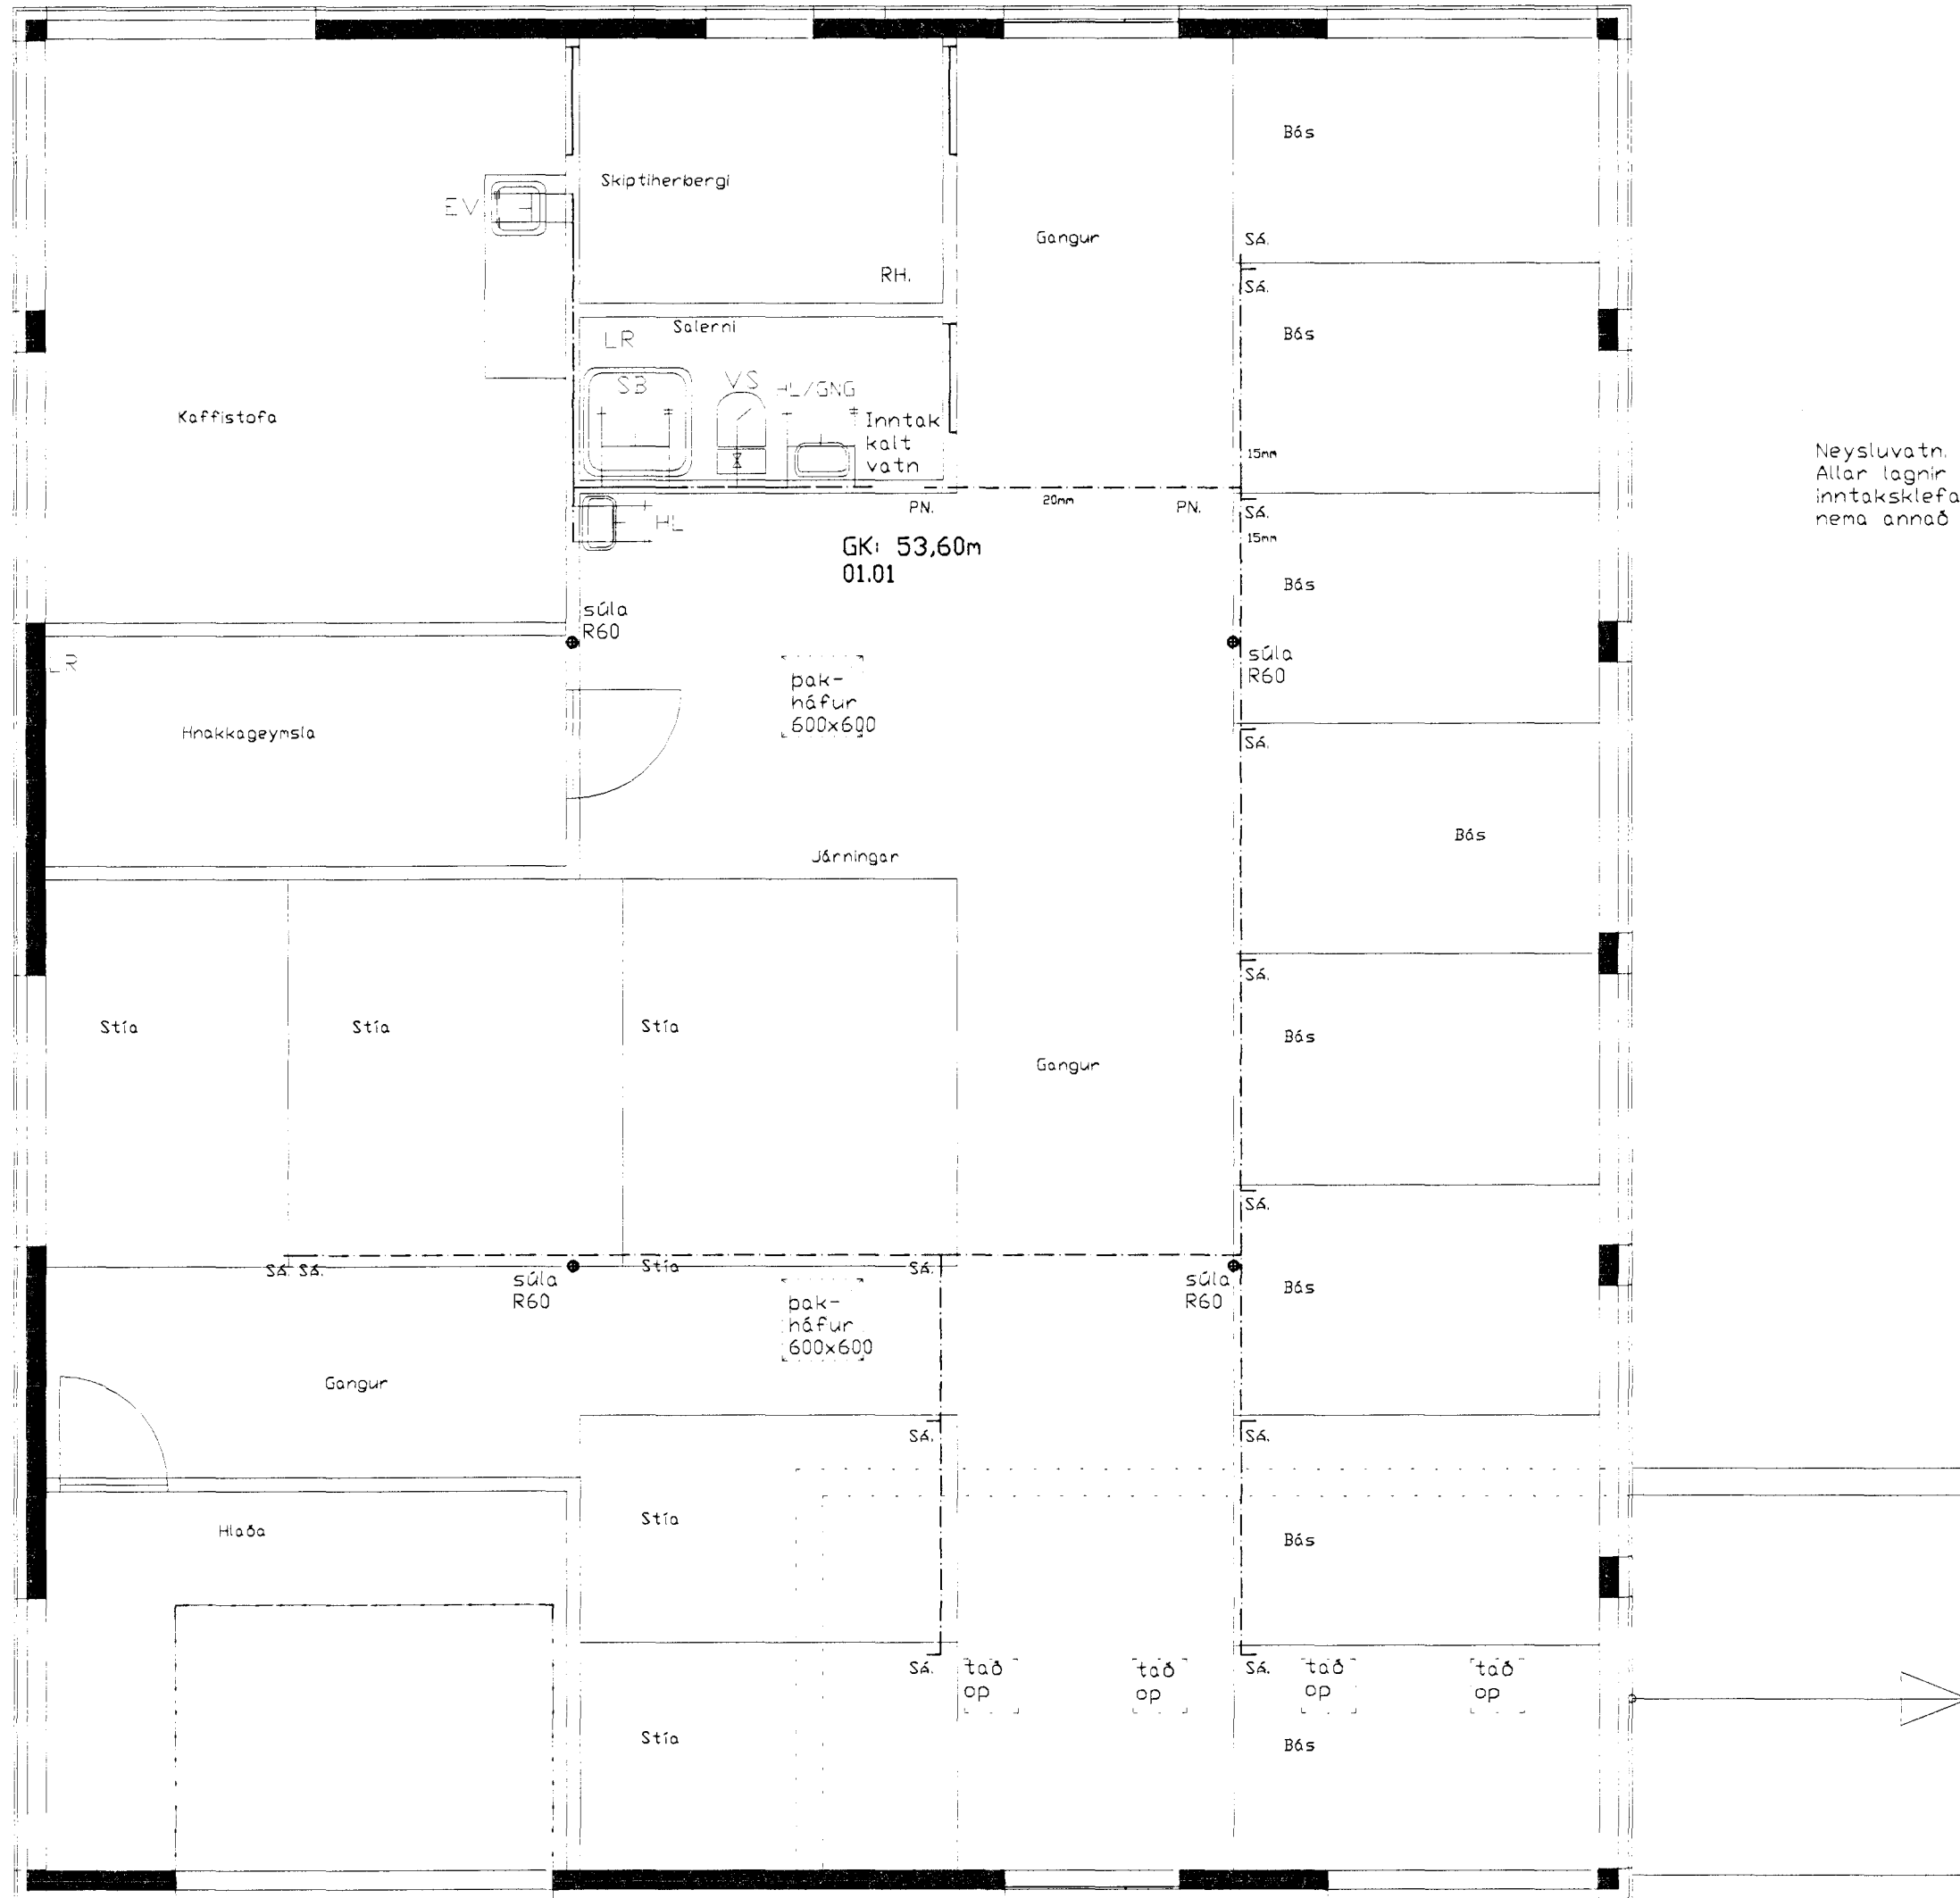 Bás
Skiptiherbergi
EV
Gangur
Sá.
RH.
Sá.
Salerni
LR
Bás
SB
VS
HL/GNG
Kaffistofa
Inntak
kalt
vatn
15mm
Neysluvatn.
Allar lagnir
inntaksklefa
nema annað
20mm
PN.
PN.
Sá.
HL
15mm
GK: 53,60m
01.01
Bás
súla
R60
súla
R60
LR
þak-
háfur
600x600
Hnakkageymsla
Sá.
Bás
Járningar
Sá.
Stía
Stía
Stía
Bás
Gangur
Sá.
Sá. Sá.
Stía
Sá.
súla
R60
súla
R60
Bás
þak-
háfur
600x600
Gangur
Sá.
Sá.
Stía
Hlaða
Bás
Sá.
tað
op
tað
op
Sá.
tað
op
tað
op
Stía
Bás